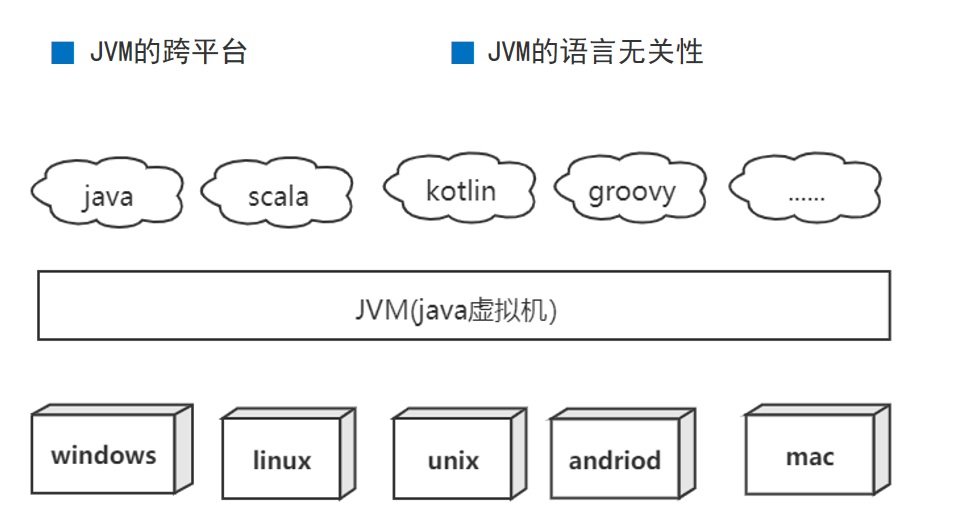 JVM的跨平台
JVM的语言无关性
java
scala
kotlin
groovy
......
JVM(java虚拟机)
windows
linux
unix
andriod
mac